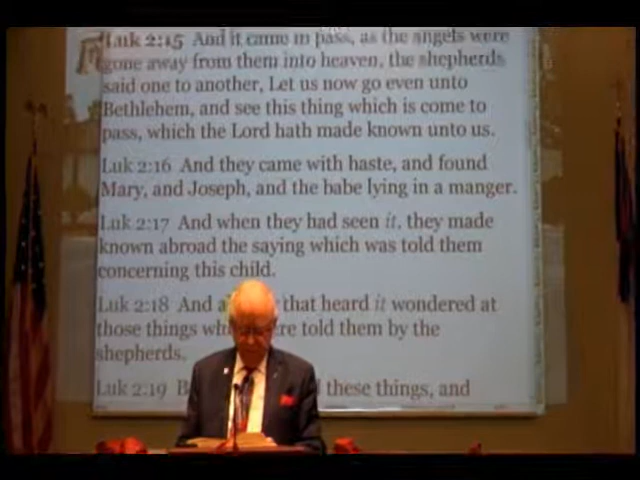 Luk 2:15 And it came to pass, as the angels were
gone away from them into heaven, the shepherds
said one to another, Let us now go even unto
Bethlehem, and see this thing which is come to
pass, which the Lord hath made known unto us.
Luk 2:16 And they came with haste, and found
Mary, and Joseph, and the babe lying in a manger.
Luk 2:17 And when they had seen it, they made
known abroad the saying which was told them
concerning this child.
Luk 2:18 And that heard it wondered at
those things told them by the
shepherds.
Luk 2:19 these things, and